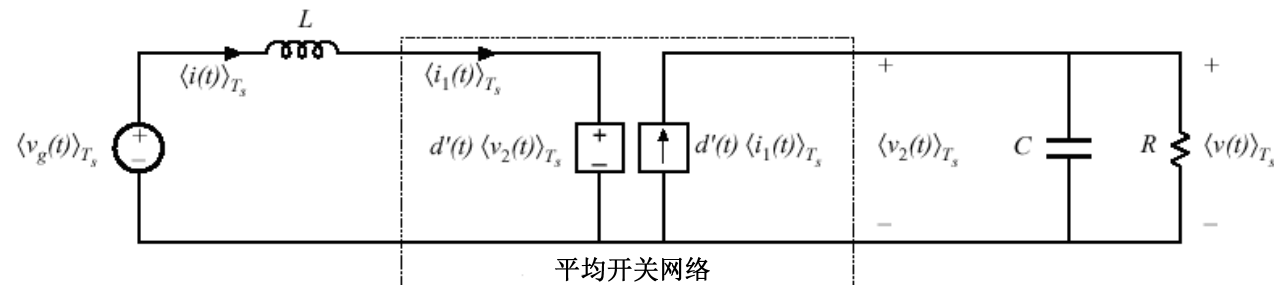 L
⟨i(t)⟩_{T_s}
⟨i_1(t)⟩_{T_s}
+
+
⟨v_g(t)⟩_{T_s}
+
−
d'(t) ⟨v_2(t)⟩_{T_s}
+
−
d'(t) ⟨i_1(t)⟩_{T_s}
⟨v_2(t)⟩_{T_s}
C
R
⟨v(t)⟩_{T_s}
−
−
平均开关网络